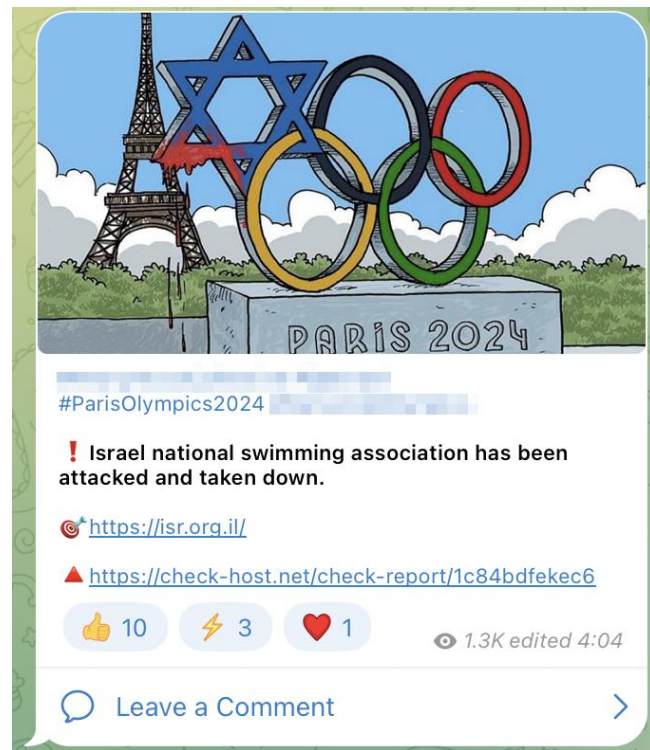 PARIS 2024
#ParisOlympics2024
❗ Israel national swimming association has been
attacked and taken down.
🎯 https://isr.org.il/
🔺 https://check-host.net/check-report/1c84bdfekec6
👍 10 ⚡ 3 ❤️ 1 1.3K edited 4:04
Leave a Comment